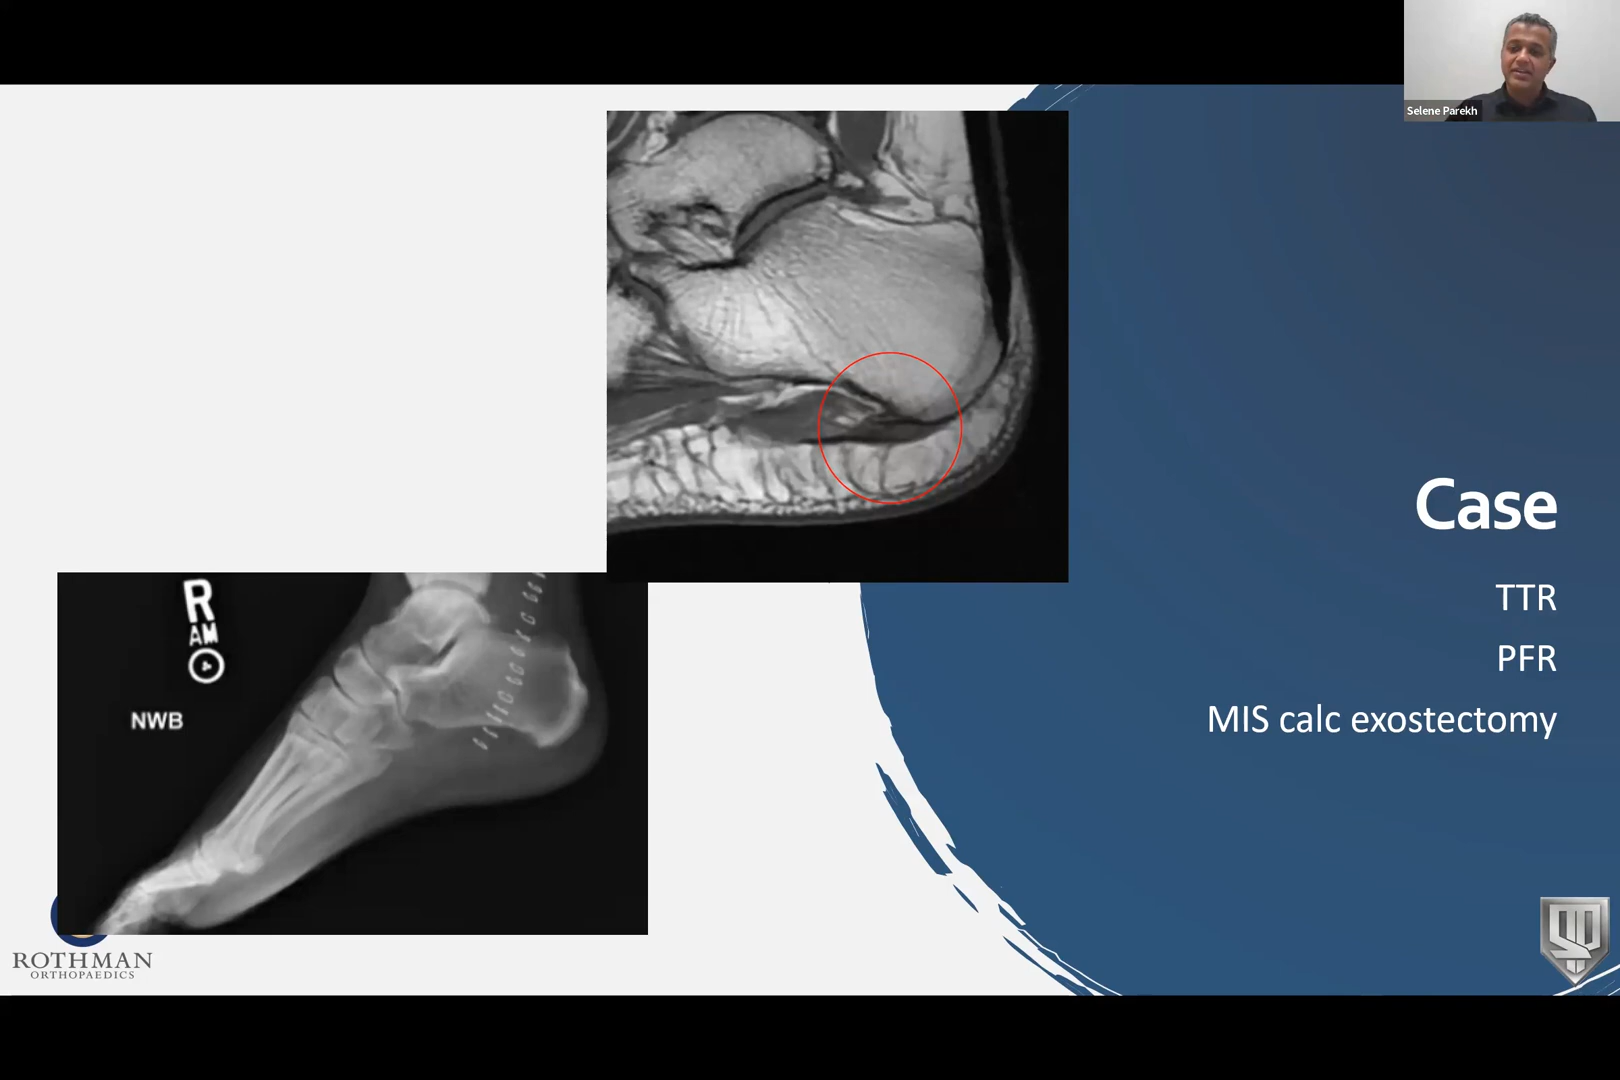 Selene Parekh
Case
TTR
PFR
MIS calc exostectomy
R
AM
NWB
ROTHMAN
ORTHOPAEDICS